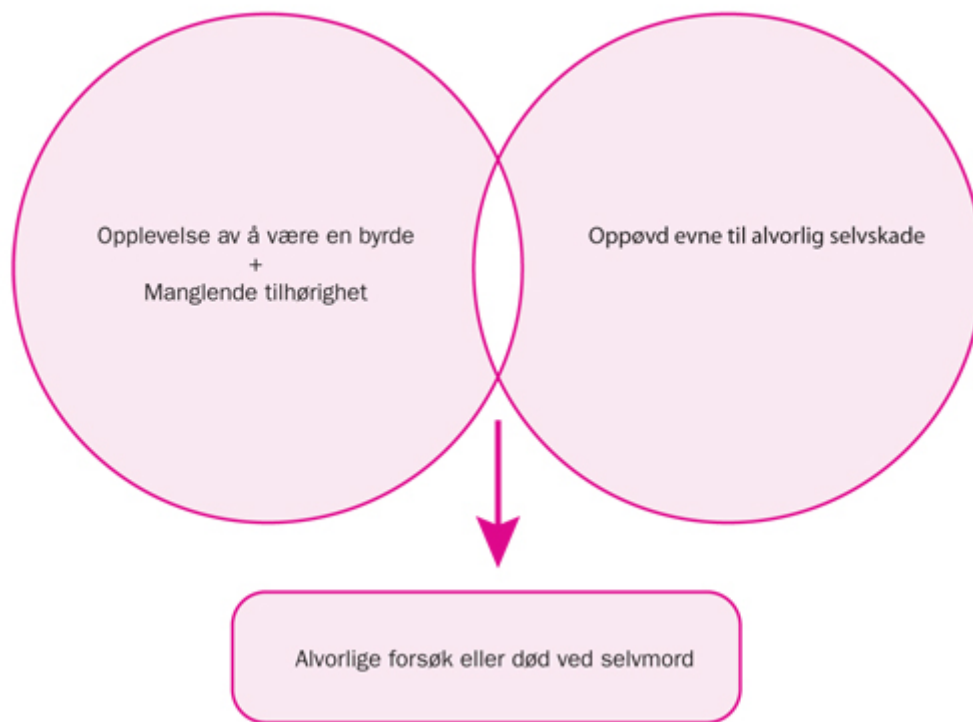 Opplevelse av å være en byrde
+
Manglende tilhørighet
Oppøvd evne til alvorlig selvskade
Alvorlige forsøk eller død ved selvmord